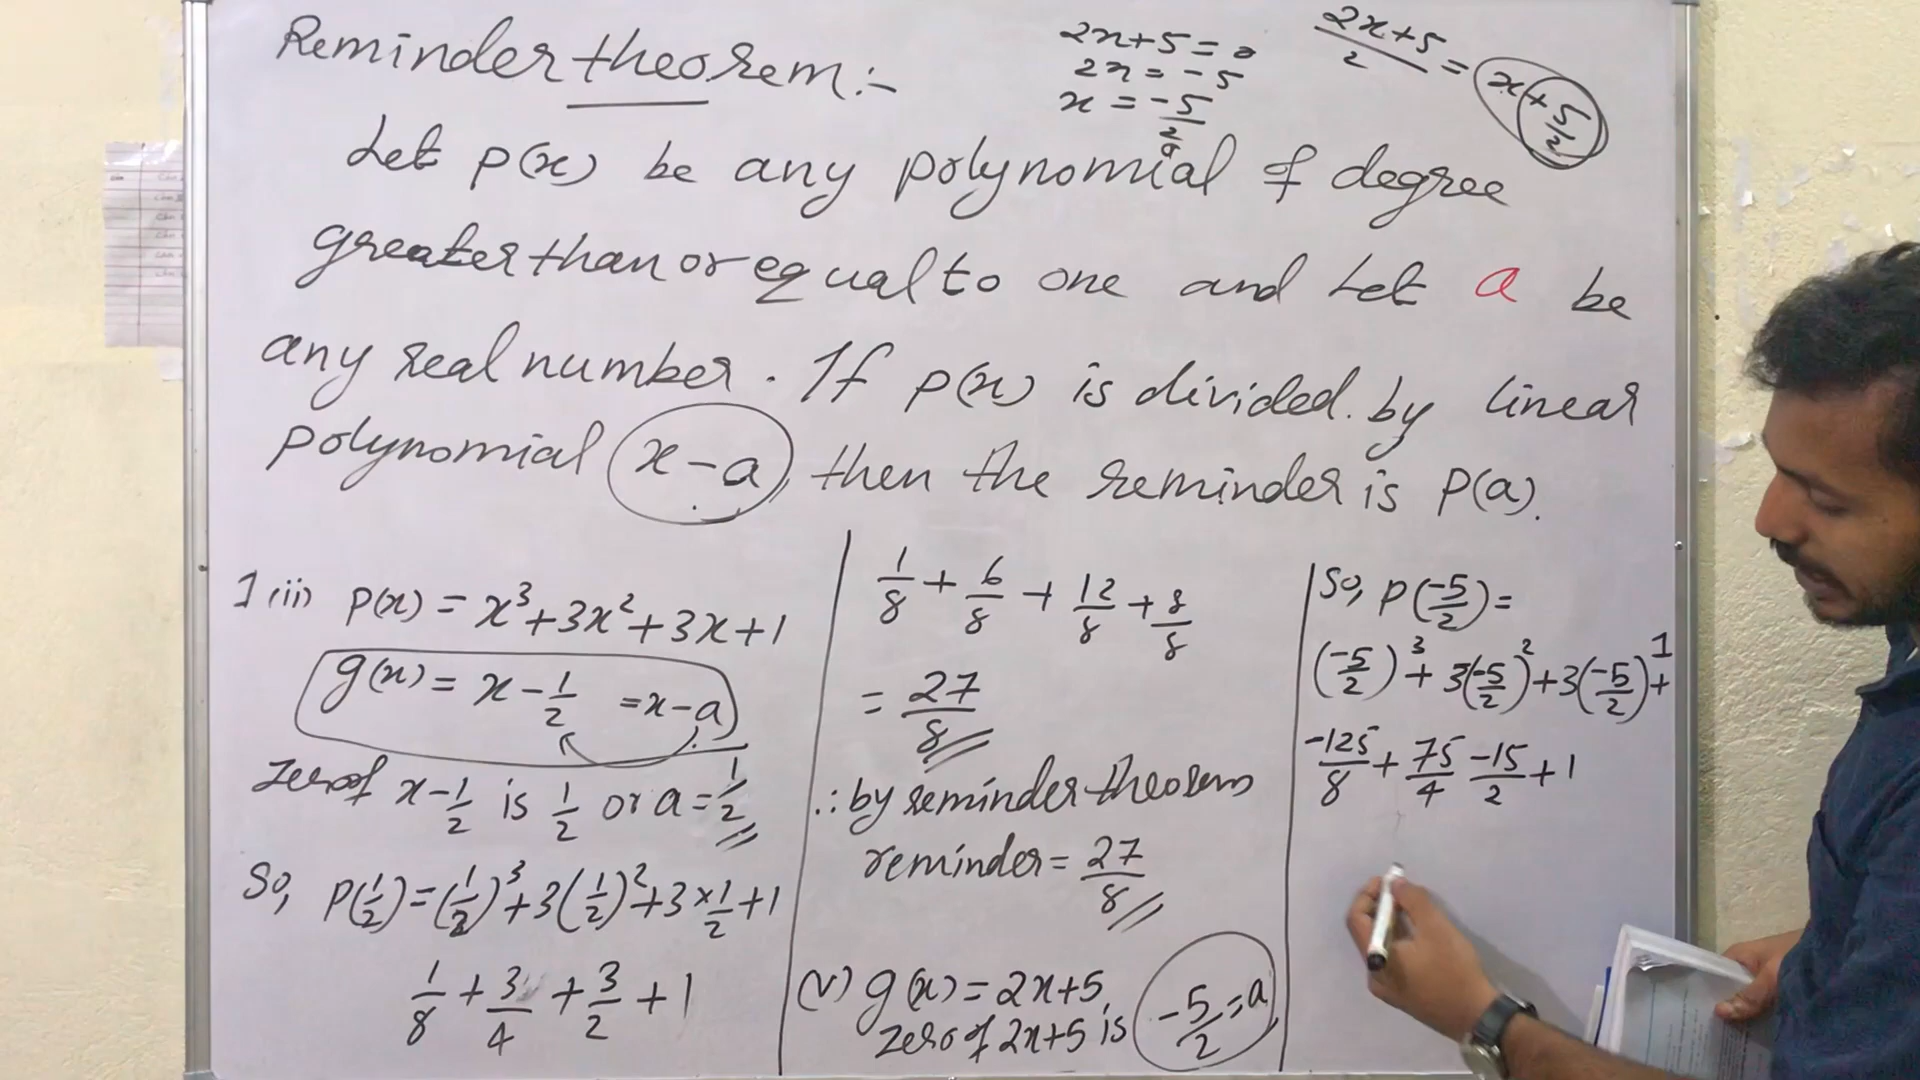 Reminder theorem:-
2x+5=0
2x = -5
x = -5/2
2x+5/2 = x+5/2
Let p(x) be any polynomial of degree
greater than or equal to one and Let a be
any real number. If p(x) is divided by linear
polynomial x-a, then the reminder is p(a).
1 (ii) p(x) = x³+3x²+3x+1
g(x) = x - 1/2 = x-a
zero of x-1/2 is 1/2 or a = 1/2
So, p(1/2) = (1/2)³+3(1/2)²+3×1/2+1
1/8 + 3/4 + 3/2 + 1
1/8 + 6/8 + 12/8 + 8/8
= 27/8
∴ by reminder theorem
reminder = 27/8
(v) g(x) = 2x+5,
zero of 2x+5 is -5/2 = a
So, p(-5/2) =
(-5/2)³ + 3(-5/2)² + 3(-5/2) + 1
-125/8 + 75/4 -15/2 + 1